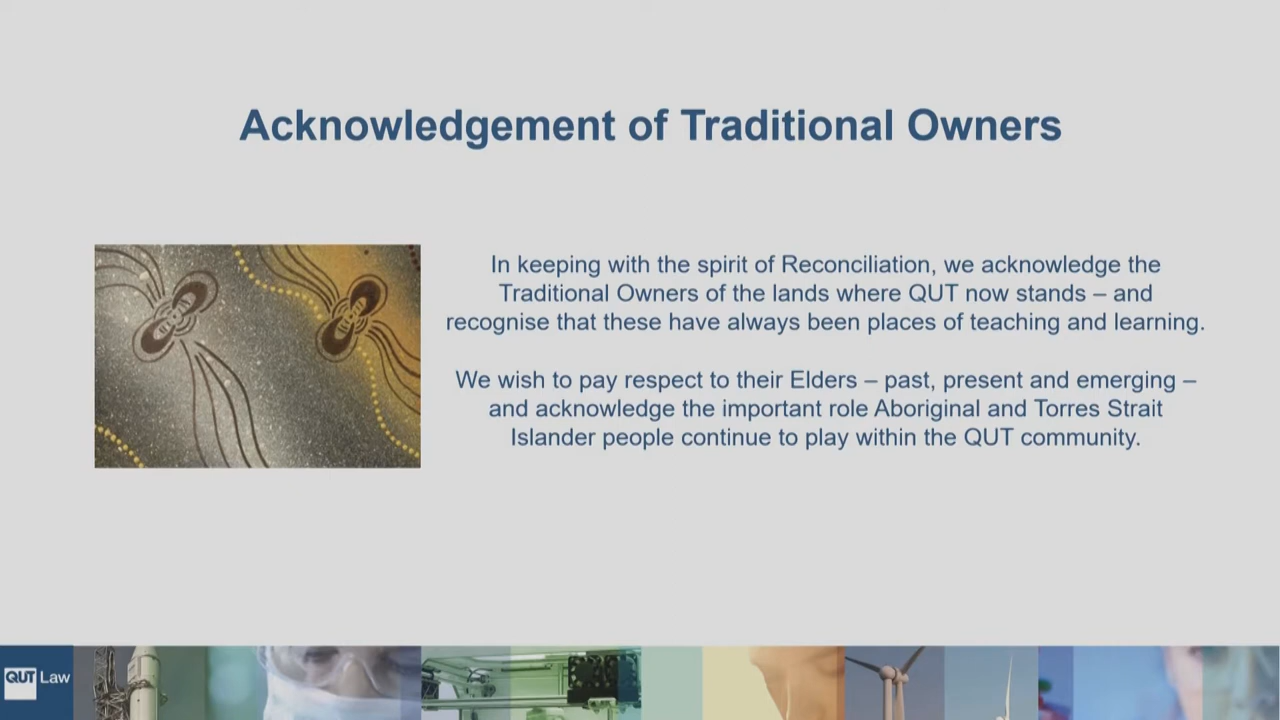 Acknowledgement of Traditional Owners
In keeping with the spirit of Reconciliation, we acknowledge the
Traditional Owners of the lands where QUT now stands – and
recognise that these have always been places of teaching and learning.
We wish to pay respect to their Elders – past, present and emerging –
and acknowledge the important role Aboriginal and Torres Strait
Islander people continue to play within the QUT community.
QUT Law